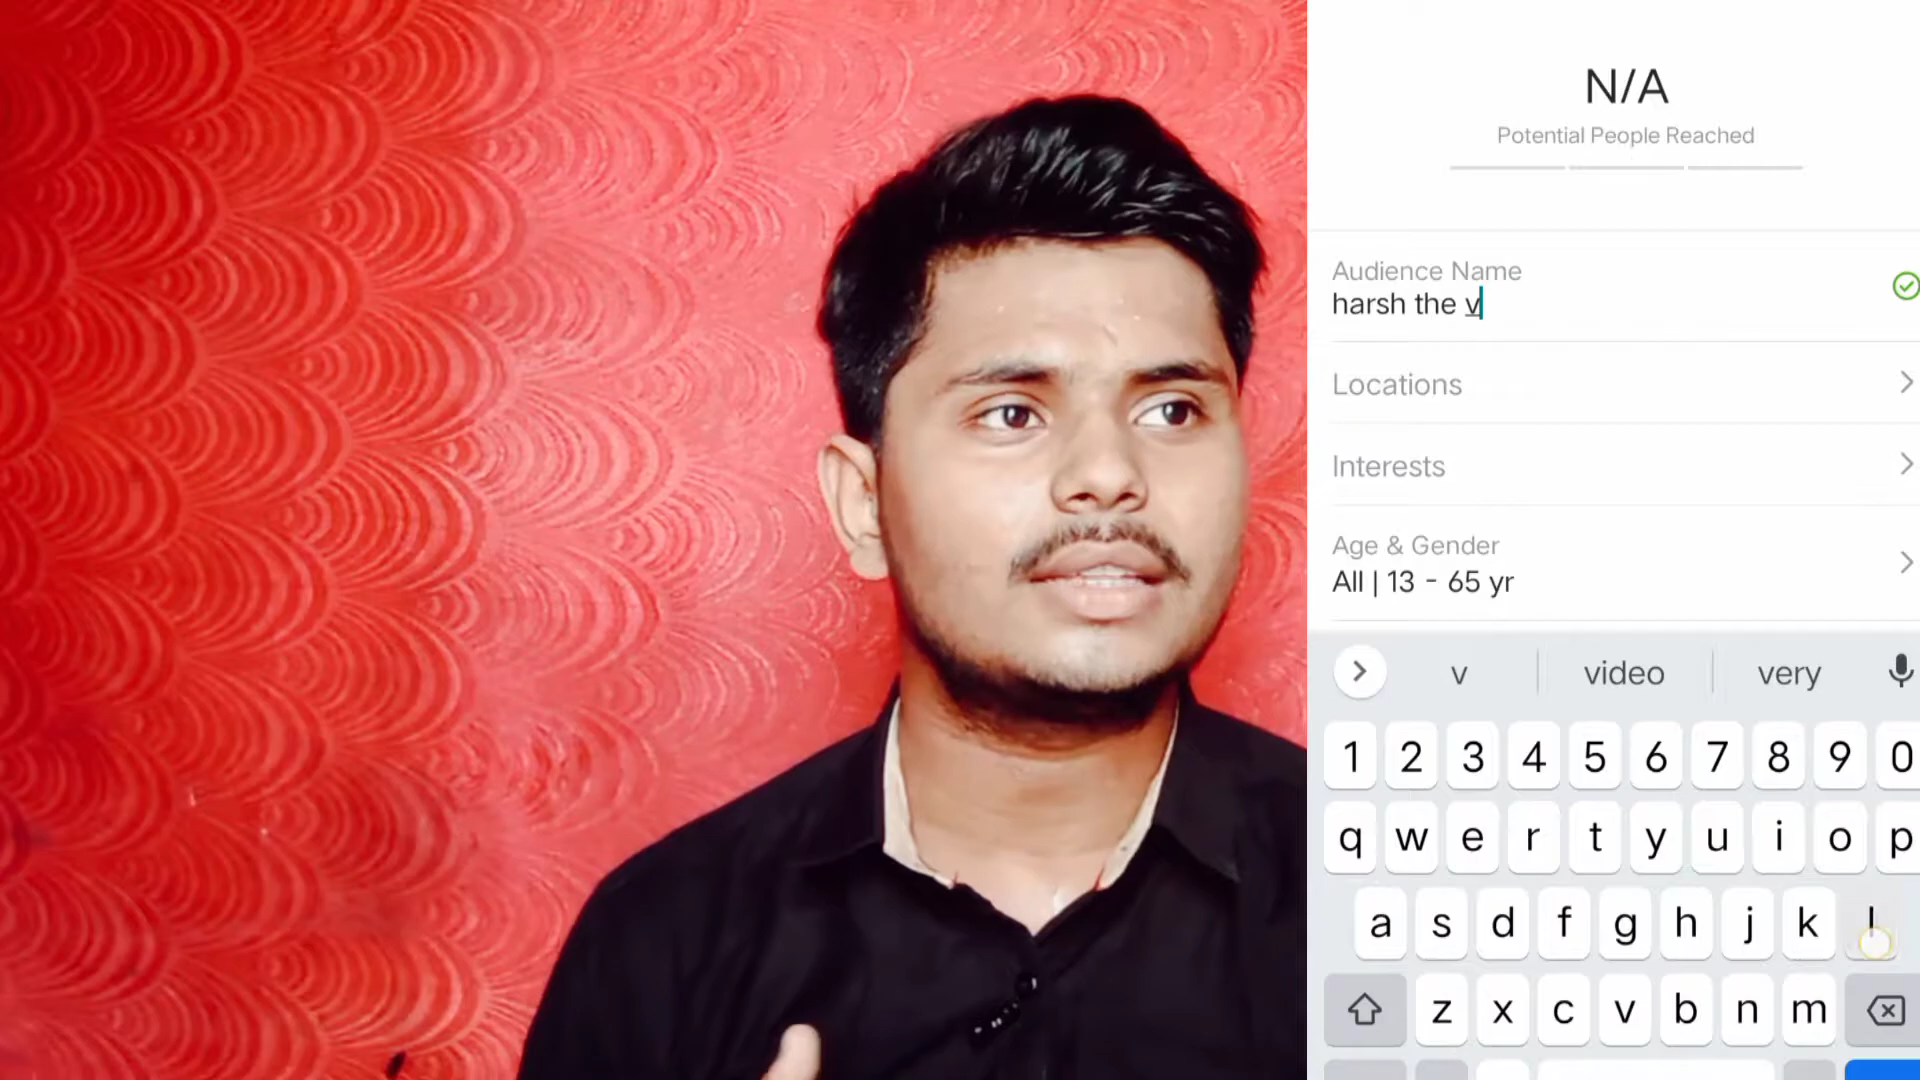 N/A
Potential People Reached
Audience Name
harsh the v
Locations
Interests
Age & Gender
All | 13 - 65 yr
v video very
1 2 3 4 5 6 7 8 9 0
q w e r t y u i o p
a s d f g h j k l
z x c v b n m